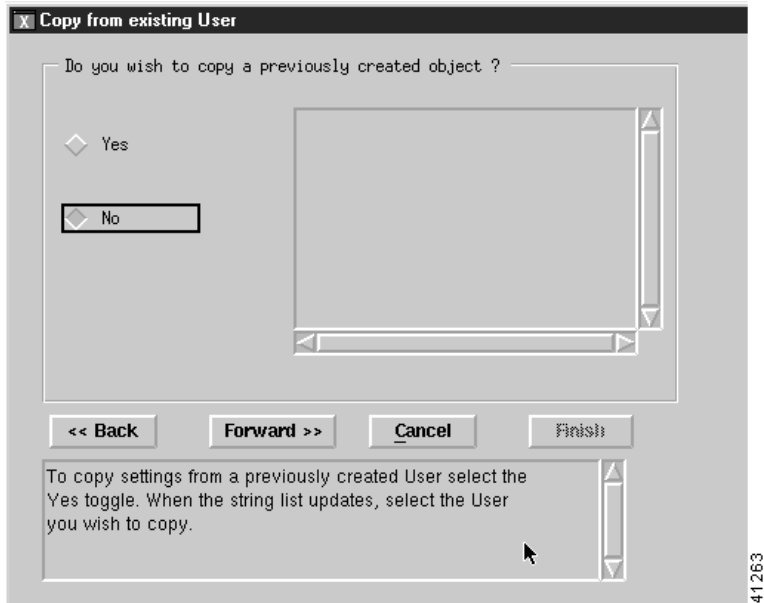 X Copy from existing User
Do you wish to copy a previously created object ?
Yes
No
<< Back Forward >> Cancel Finish
To copy settings from a previously created User select the
Yes toggle. When the string list updates, select the User
you wish to copy.
41263